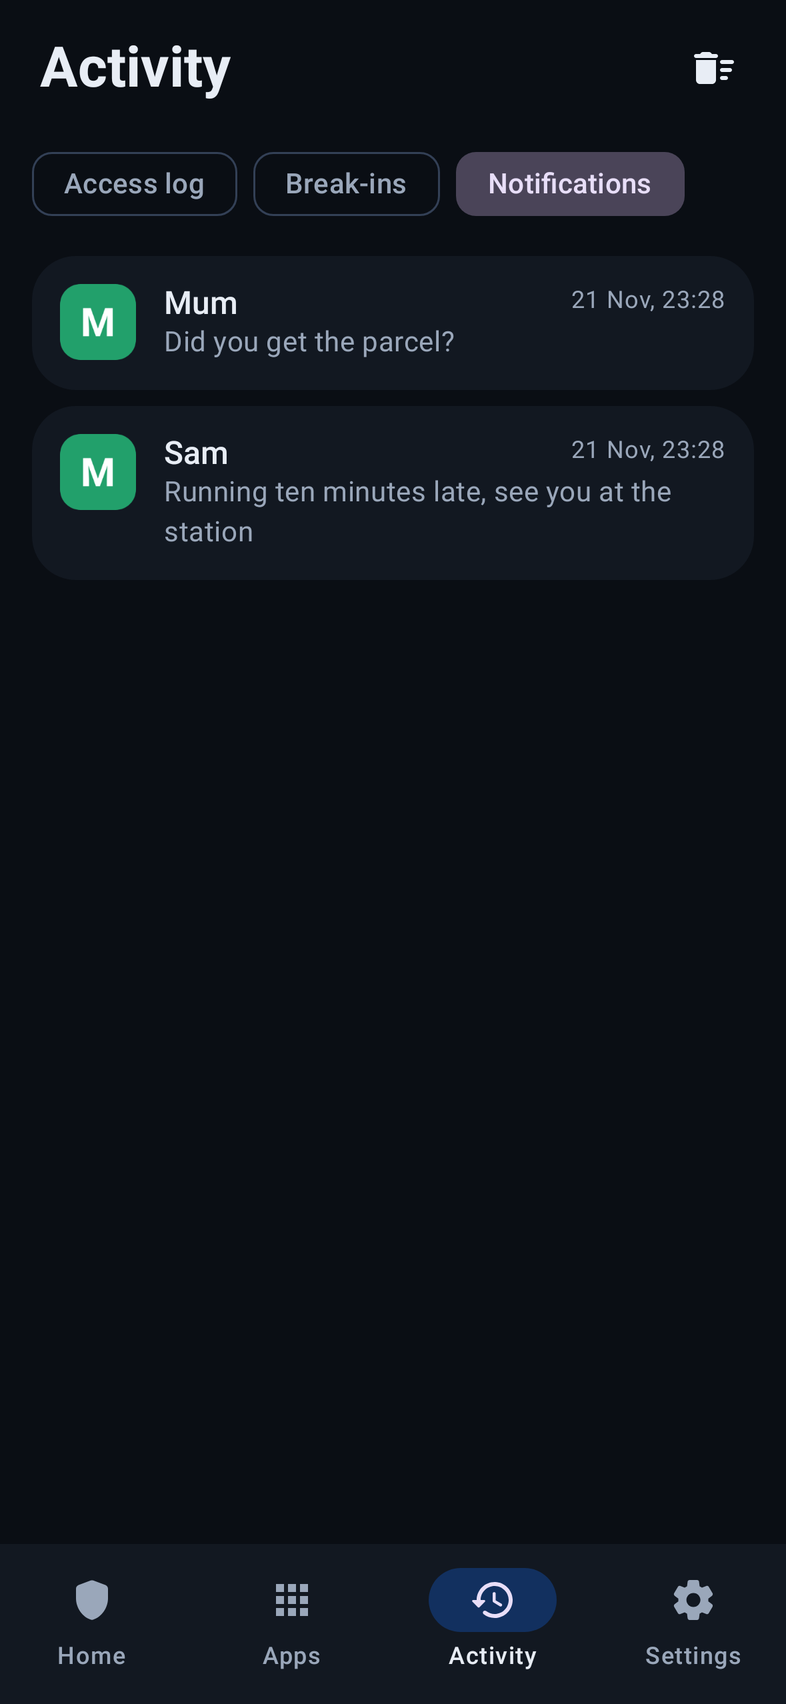 Activity
Access log
Break-ins
Notifications
M
Mum
21 Nov, 23:28
Did you get the parcel?
M
Sam
21 Nov, 23:28
Running ten minutes late, see you at the
station
Home
Apps
Activity
Settings